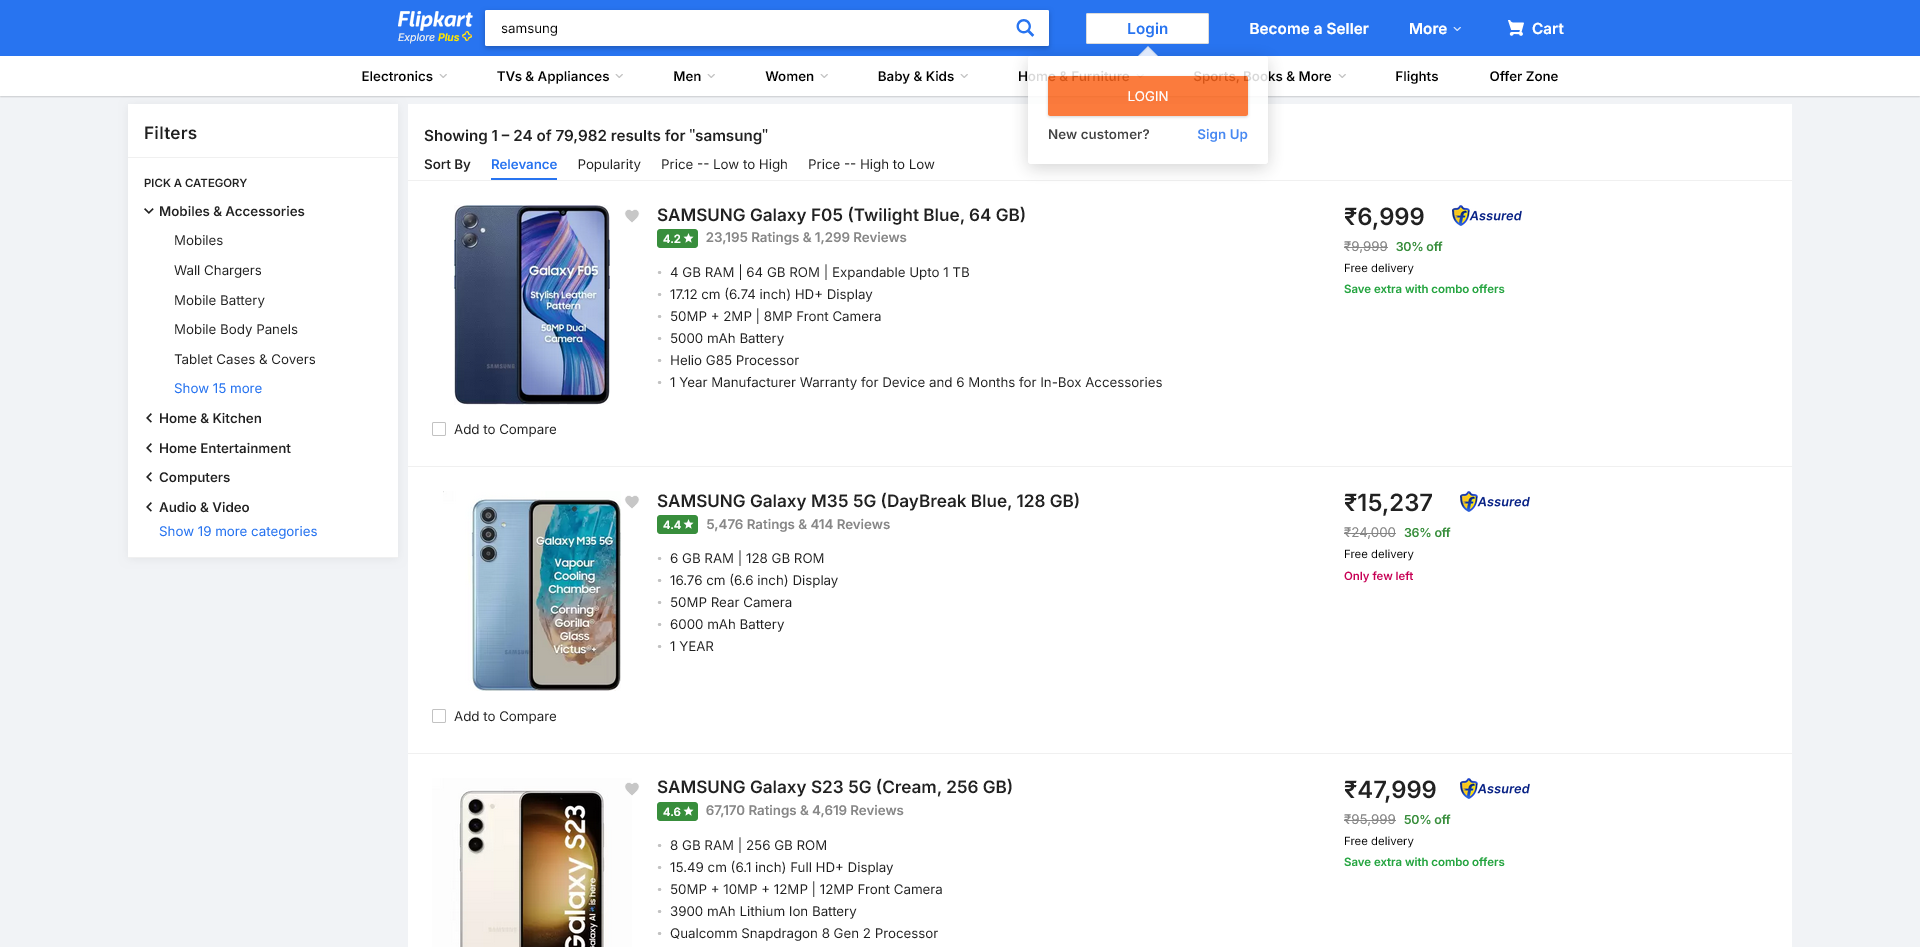 Flipkart
Explore Plus
samsung
Login
Become a Seller
More
Cart
Electronics
TVs & Appliances
Men
Women
Baby & Kids
Home & Furniture
Sports, Books & More
Flights
Offer Zone
LOGIN
New customer?
Sign Up
Filters
PICK A CATEGORY
Mobiles & Accessories
Mobiles
Wall Chargers
Mobile Battery
Mobile Body Panels
Tablet Cases & Covers
Show 15 more
Home & Kitchen
Home Entertainment
Computers
Audio & Video
Show 19 more categories
Showing 1 – 24 of 79,982 results for "samsung"
Sort By
Relevance
Popularity
Price -- Low to High
Price -- High to Low
Galaxy F05
Stylish Leather
Pattern
50MP Dual
Camera
SAMSUNG
Add to Compare
SAMSUNG Galaxy F05 (Twilight Blue, 64 GB)
4.2 ★ 23,195 Ratings & 1,299 Reviews
4 GB RAM | 64 GB ROM | Expandable Upto 1 TB
17.12 cm (6.74 inch) HD+ Display
50MP + 2MP | 8MP Front Camera
5000 mAh Battery
Helio G85 Processor
1 Year Manufacturer Warranty for Device and 6 Months for In-Box Accessories
₹6,999
Assured
₹9,999 30% off
Free delivery
Save extra with combo offers
Galaxy M35 5G
Vapour
Cooling
Chamber
Corning
Gorilla
Glass
Victus +
SAMSUNG
Add to Compare
SAMSUNG Galaxy M35 5G (DayBreak Blue, 128 GB)
4.4 ★ 5,476 Ratings & 414 Reviews
6 GB RAM | 128 GB ROM
16.76 cm (6.6 inch) Display
50MP Rear Camera
6000 mAh Battery
1 YEAR
₹15,237
Assured
₹24,000 36% off
Free delivery
Only few left
Galaxy S23
Galaxy AI is here
SAMSUNG Galaxy S23 5G (Cream, 256 GB)
4.6 ★ 67,170 Ratings & 4,619 Reviews
8 GB RAM | 256 GB ROM
15.49 cm (6.1 inch) Full HD+ Display
50MP + 10MP + 12MP | 12MP Front Camera
3900 mAh Lithium Ion Battery
Qualcomm Snapdragon 8 Gen 2 Processor
₹47,999
Assured
₹95,999 50% off
Free delivery
Save extra with combo offers